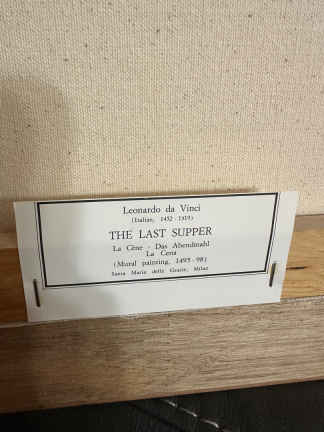 Leonardo da Vinci
(Italian, 1452-1519)
THE LAST SUPPER
La Cène - Das Abendmahl
La Cena
(Mural painting, 1495-98)
Santa Maria delle Grazie, Milan